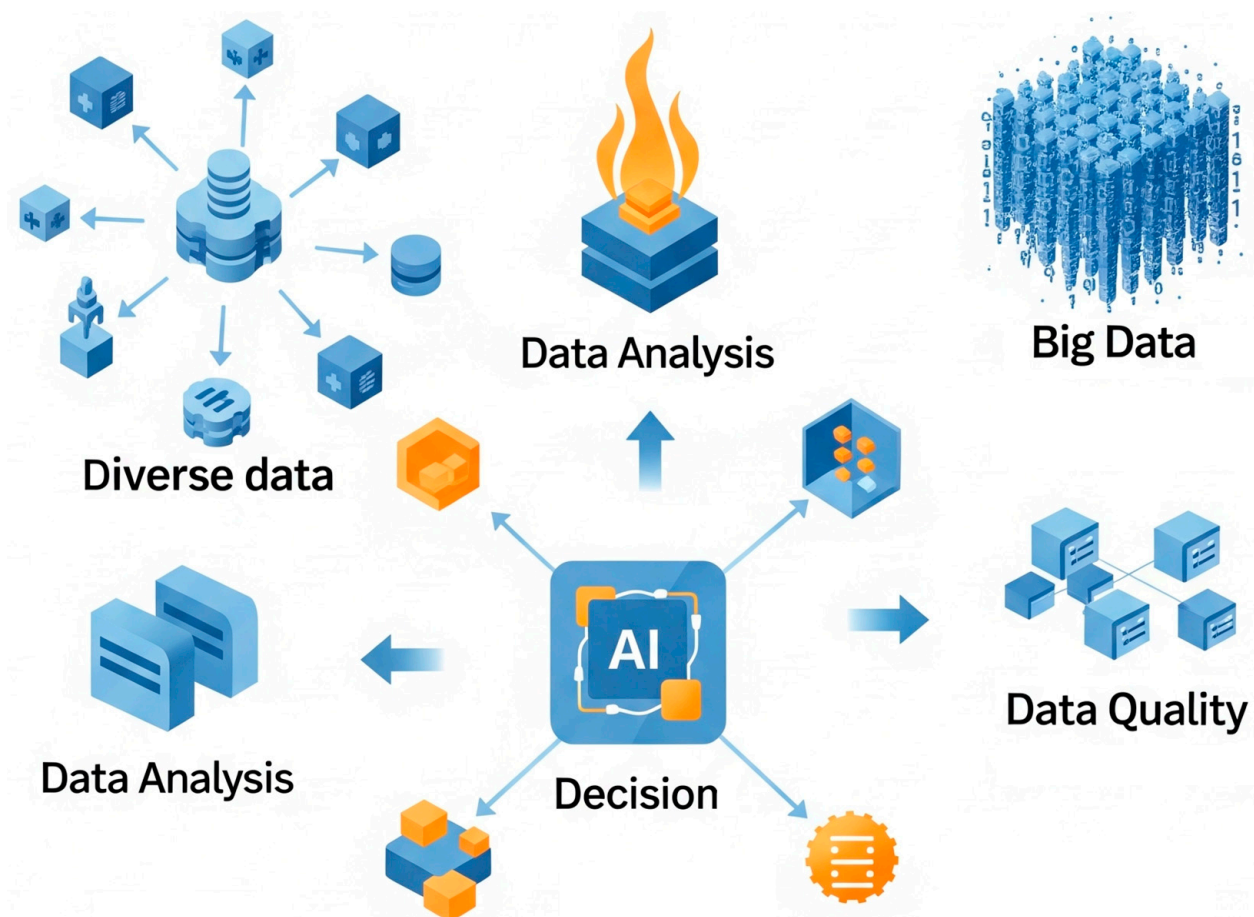 Data Analysis
Big Data
Diverse data
AI
Data Quality
Data Analysis
Decision